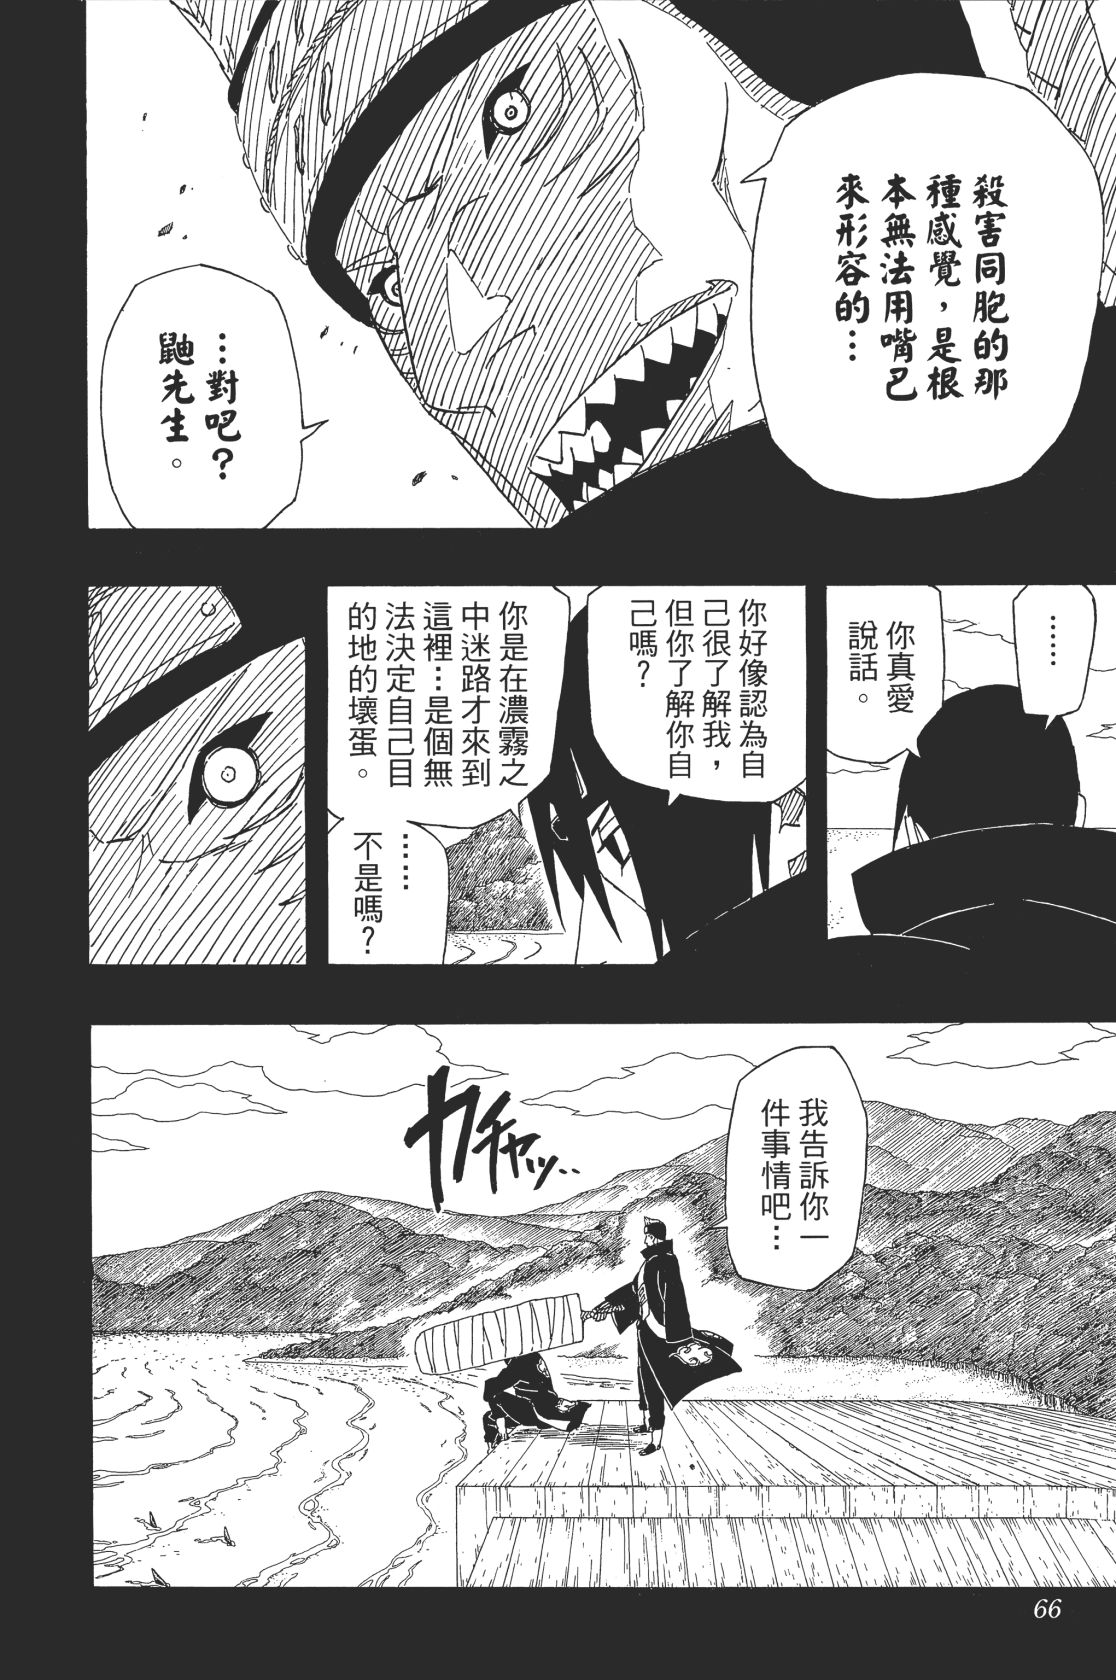 殺害同胞的那
種感覺，是根
本無法用嘴巴
來形容的…
…對吧？
鼬先生。
……
你真愛
說話。
你好像認為自
己很了解我，
但你了解你自
己嗎？
你是在濃霧之
中迷路才來到
這裡…是個無
法決定自己目
的地的壞蛋。
……
不是嗎？
我告訴你一
件事情吧…
カチャッ‥
66